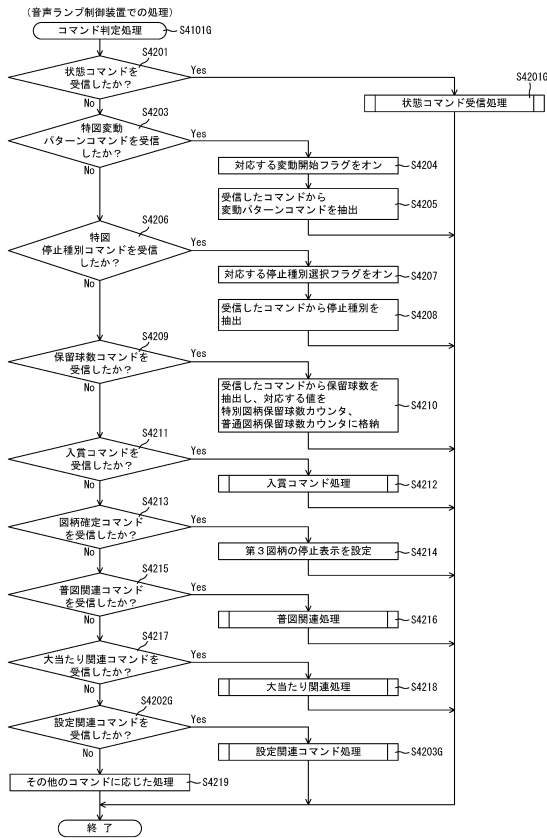 (音声ランプ制御装置での処理)
コマンド判定処理
S4101G
S4201
状態コマンドを
受信したか？
Yes
No
S4201G
状態コマンド受信処理
S4203
特図変動
パターンコマンドを受信
したか？
Yes
No
対応する変動開始フラグをオン
S4204
受信したコマンドから
変動パターンコマンドを抽出
S4205
S4206
特図
停止種別コマンドを受信
したか？
Yes
No
対応する停止種別選択フラグをオン
S4207
受信したコマンドから停止種別を
抽出
S4208
S4209
保留球数コマンドを
受信したか？
Yes
No
受信したコマンドから保留球数を
抽出し、対応する値を
特別図柄保留球数カウンタ、
普通図柄保留球数カウンタに格納
S4210
S4211
入賞コマンドを
受信したか？
Yes
No
入賞コマンド処理
S4212
S4213
図柄確定コマンド
を受信したか？
Yes
No
第３図柄の停止表示を設定
S4214
S4215
普図関連コマンド
を受信したか？
Yes
No
普図関連処理
S4216
S4217
大当たり関連コマンドを
受信したか？
Yes
No
大当たり関連処理
S4218
S4202G
設定関連コマンドを
受信したか？
Yes
No
設定関連コマンド処理
S4203G
その他のコマンドに応じた処理
S4219
終 了